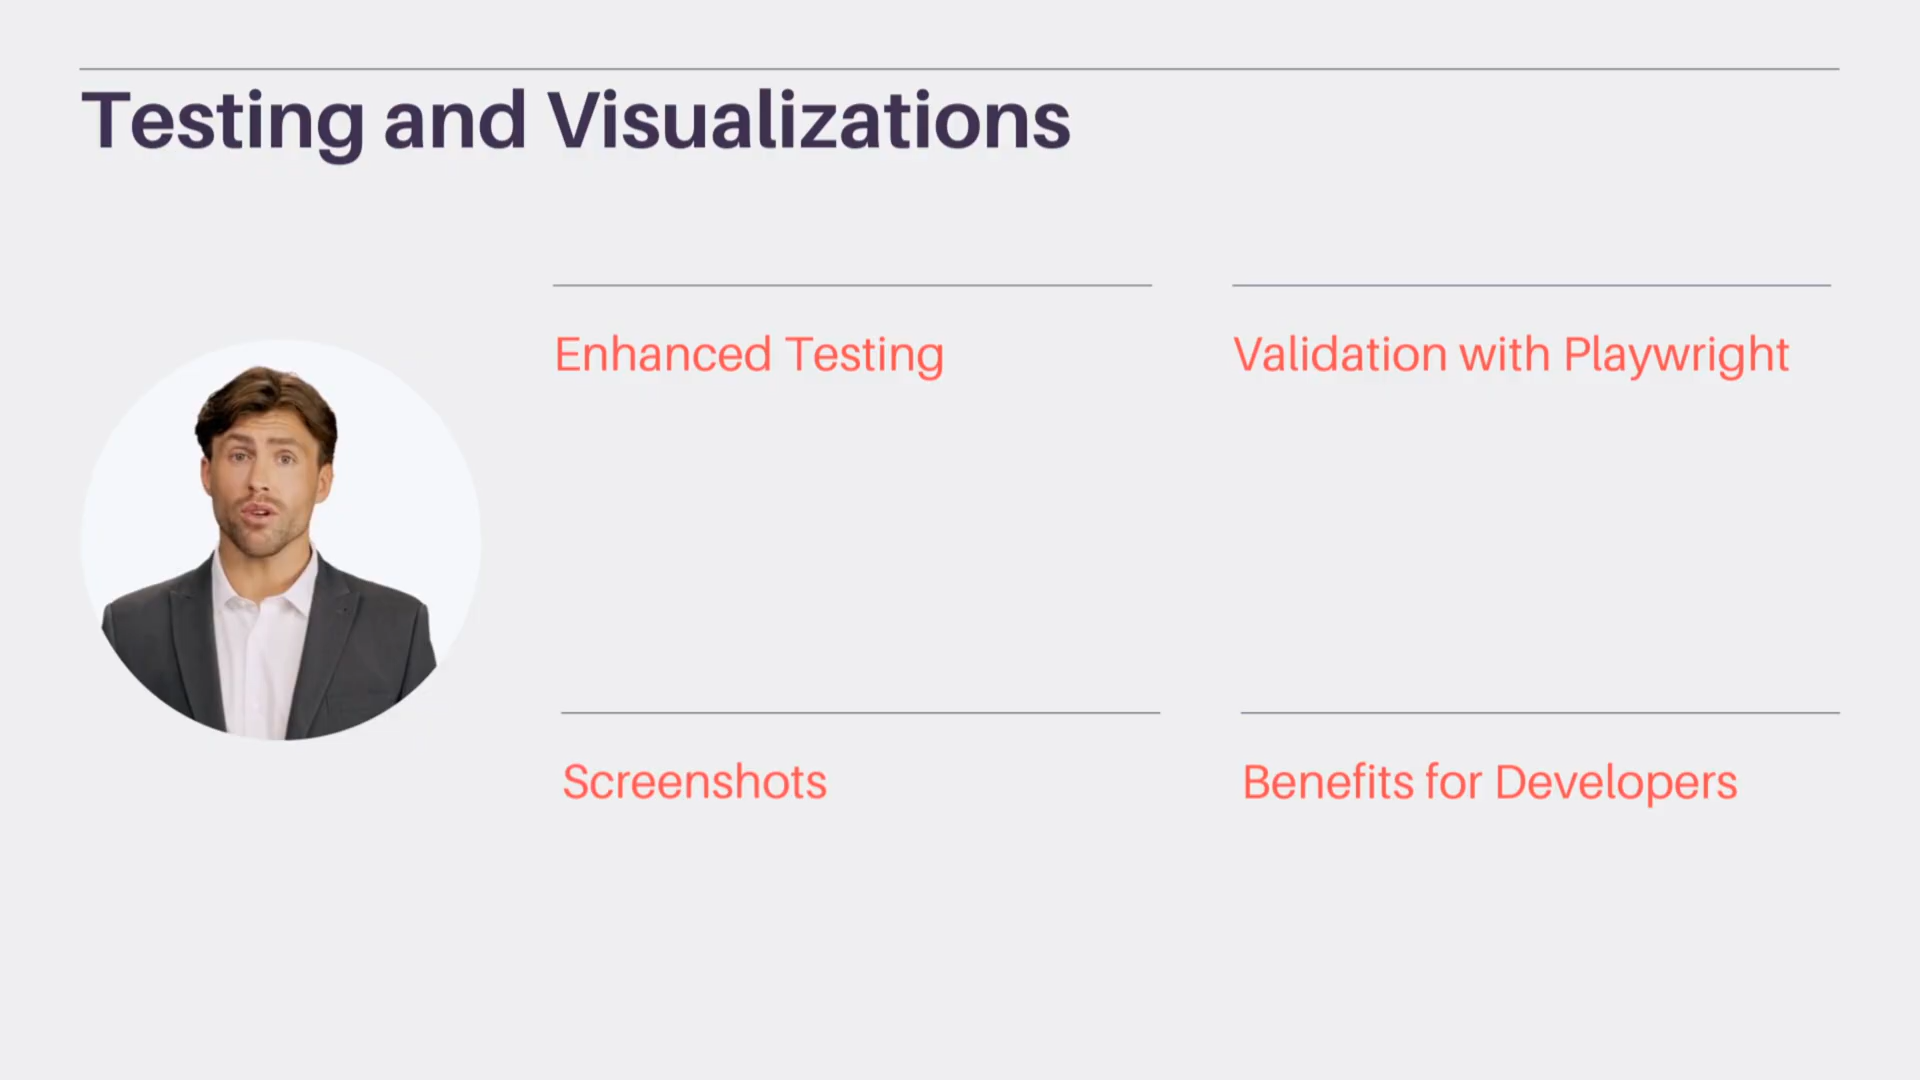 Testing and Visualizations
Enhanced Testing
Validation with Playwright
Screenshots
Benefits for Developers